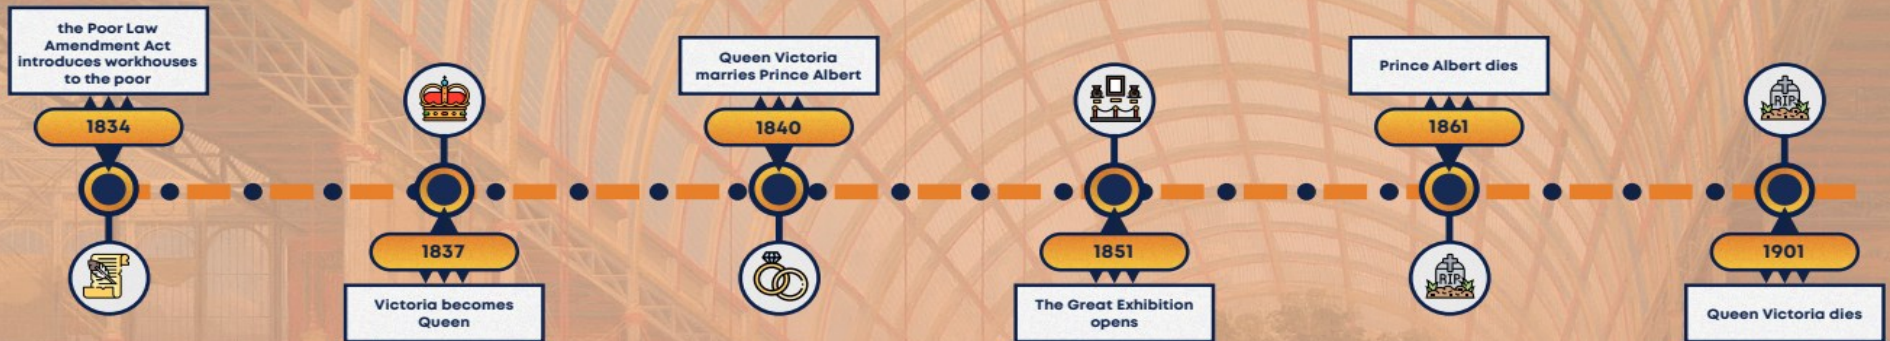 the Poor Law
Amendment Act
introduces workhouses
to the poor
1834
1837
Victoria becomes
Queen
Queen Victoria
marries Prince Albert
1840
1851
The Great Exhibition
opens
Prince Albert dies
1861
RIP
RIP
1901
Queen Victoria dies